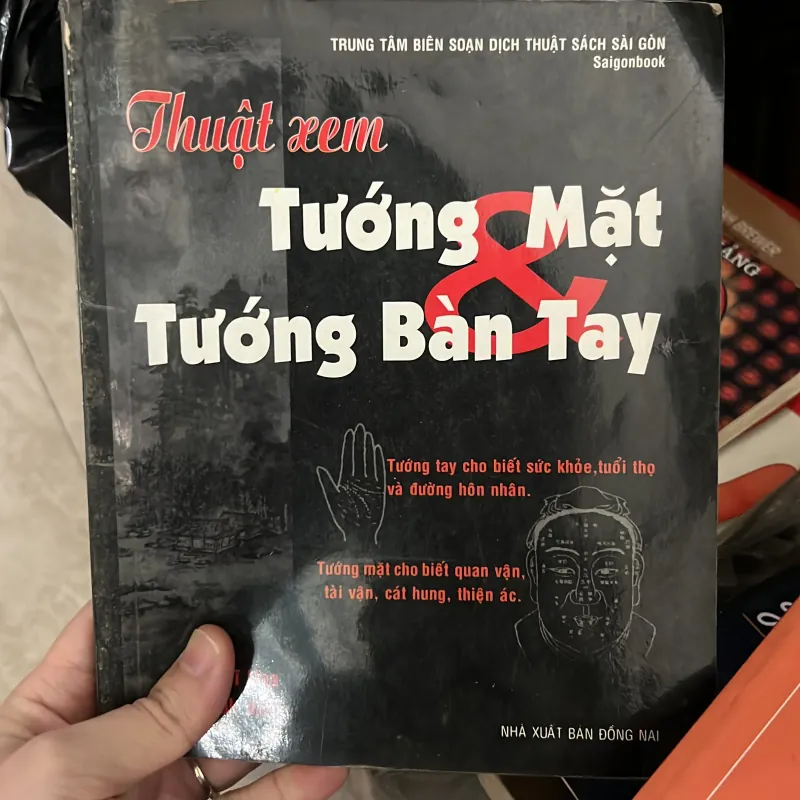 TRUNG TÂM BIÊN SOẠN DỊCH THUẬT SÁCH SÀI GÒN
Saigonbook
Thuật xem
Tướng Mặt
&
Tướng Bàn Tay
Tướng tay cho biết sức khỏe, tuổi thọ
và đường hôn nhân.
Tướng mặt cho biết quan vận,
tài vận, cát hung, thiện ác.
NHÀ XUẤT BẢN ĐỒNG NAI